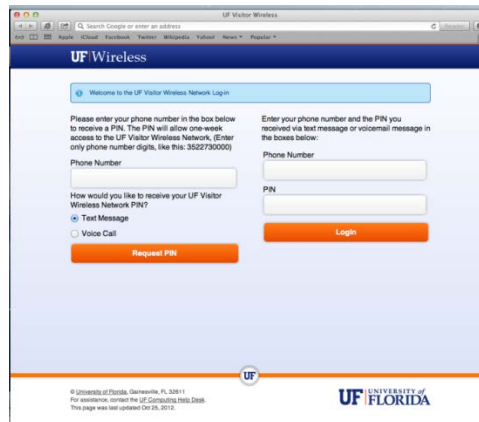 UF Visitor Wireless
Search Google or enter an address
Reader
Apple iCloud Facebook Twitter Wikipedia Yahoo! News Popular
UF Wireless
Welcome to the UF Visitor Wireless Network Log-in
Please enter your phone number in the box below
to receive a PIN. The PIN will allow one-week
access to the UF Visitor Wireless Network, (Enter
only phone number digits, like this: 3522730000)
Phone Number
How would you like to receive your UF Visitor
Wireless Network PIN?
Text Message
Voice Call
Request PIN
Enter your phone number and the PIN you
received via text message or voicemail message in
the boxes below:
Phone Number
PIN
Login
UF
© University of Florida, Gainesville, FL 32611
For assistance, contact the UF Computing Help Desk.
This page was last updated Oct 25, 2012.
UF UNIVERSITY of
FLORIDA